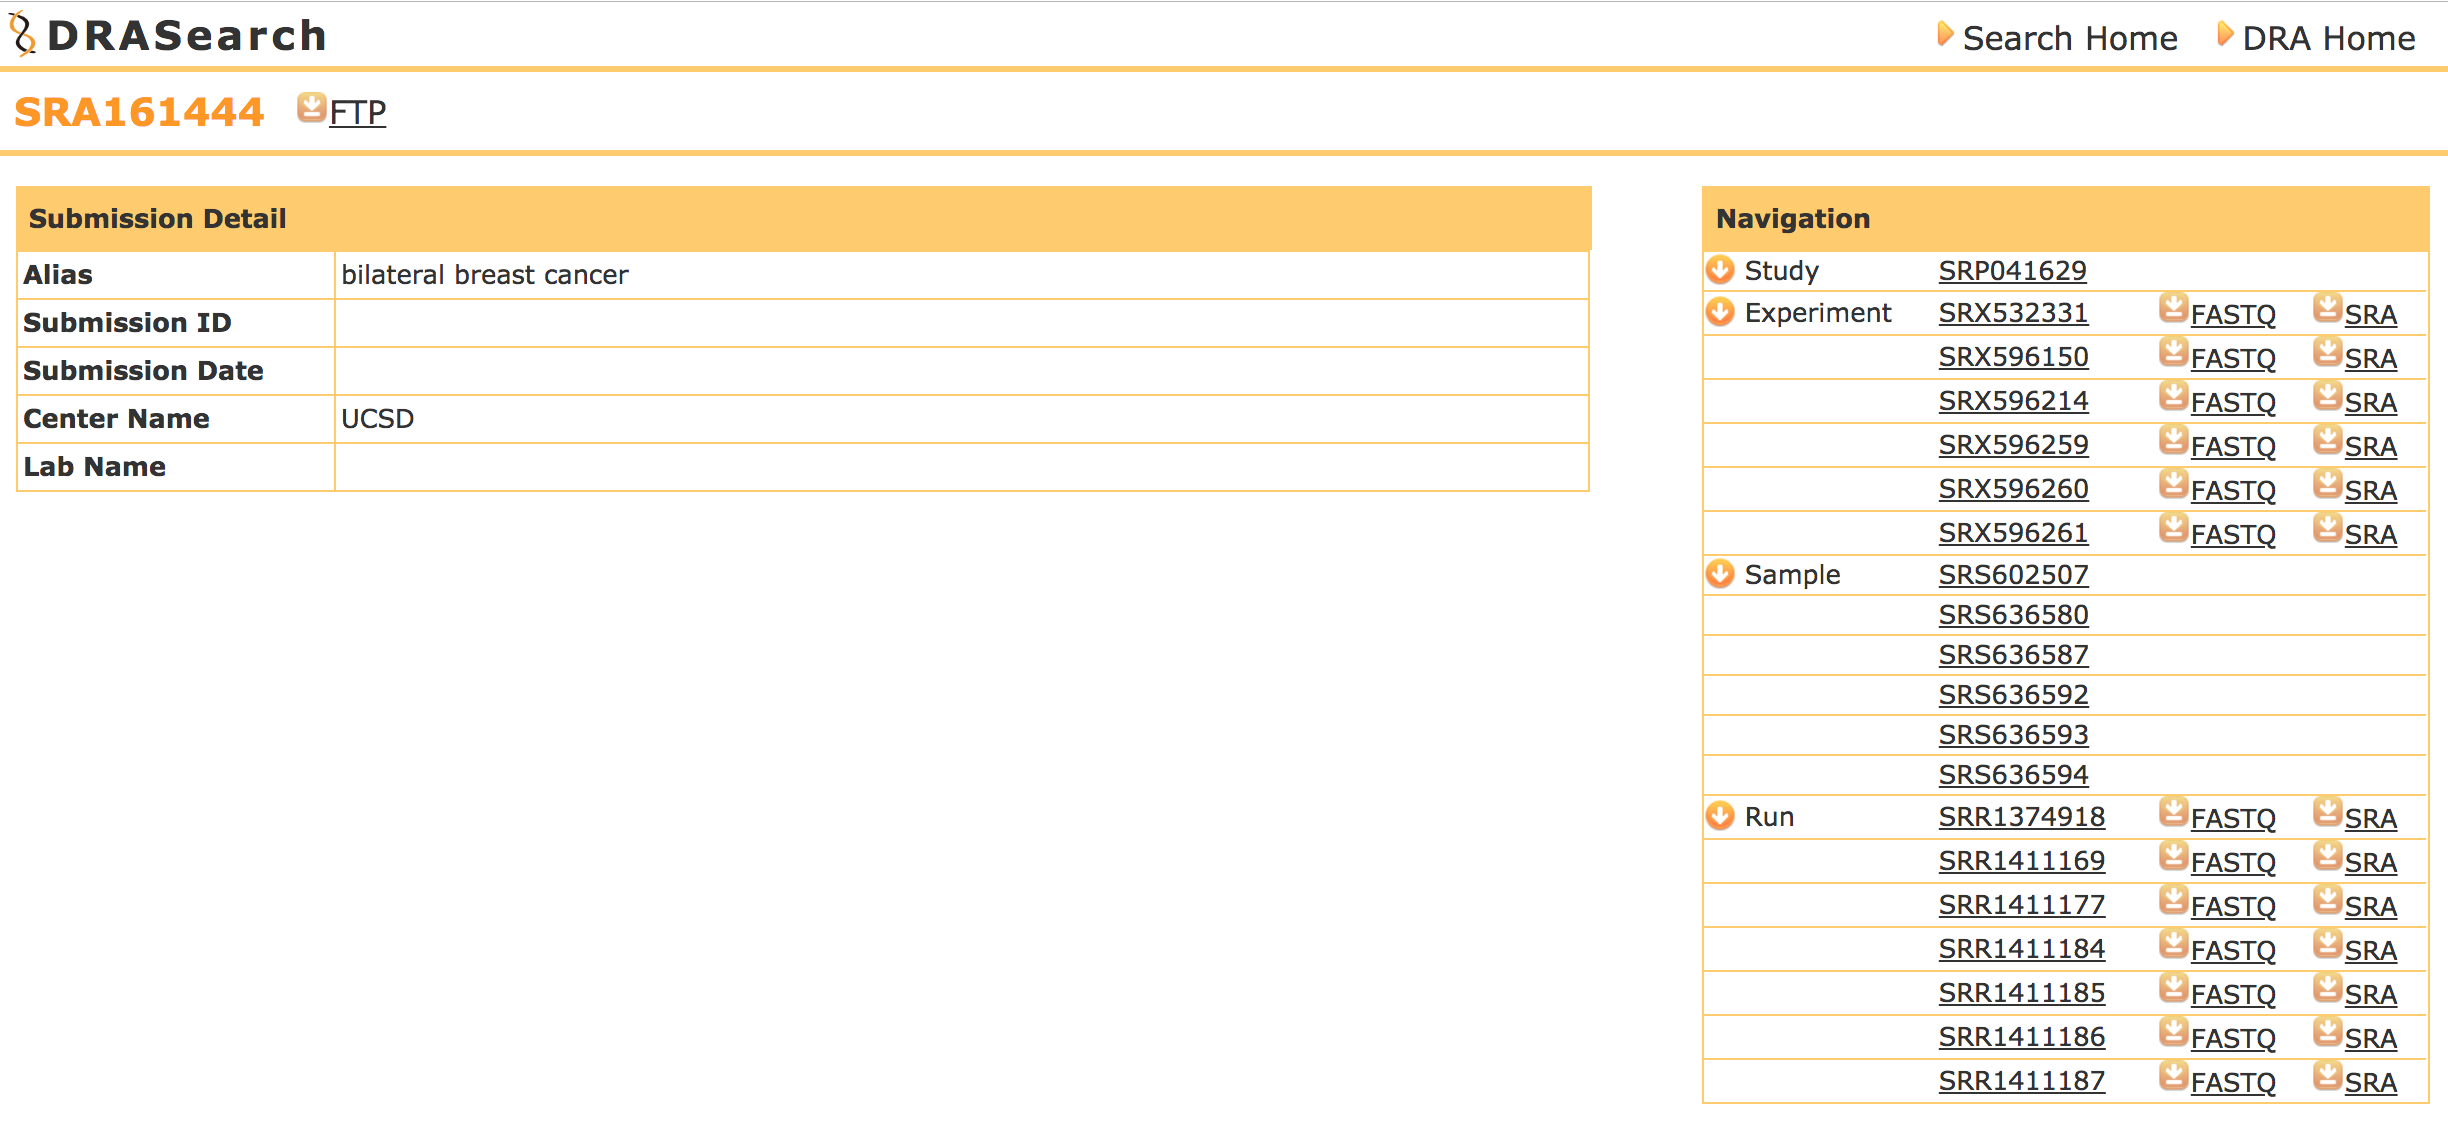 DRASearch
Search Home DRA Home
SRA161444 FTP
Submission Detail
Alias bilateral breast cancer
Submission ID
Submission Date
Center Name UCSD
Lab Name
Navigation
Study SRP041629
Experiment SRX532331 FASTQ SRA
SRX596150 FASTQ SRA
SRX596214 FASTQ SRA
SRX596259 FASTQ SRA
SRX596260 FASTQ SRA
SRX596261 FASTQ SRA
Sample SRS602507
SRS636580
SRS636587
SRS636592
SRS636593
SRS636594
Run SRR1374918 FASTQ SRA
SRR1411169 FASTQ SRA
SRR1411177 FASTQ SRA
SRR1411184 FASTQ SRA
SRR1411185 FASTQ SRA
SRR1411186 FASTQ SRA
SRR1411187 FASTQ SRA